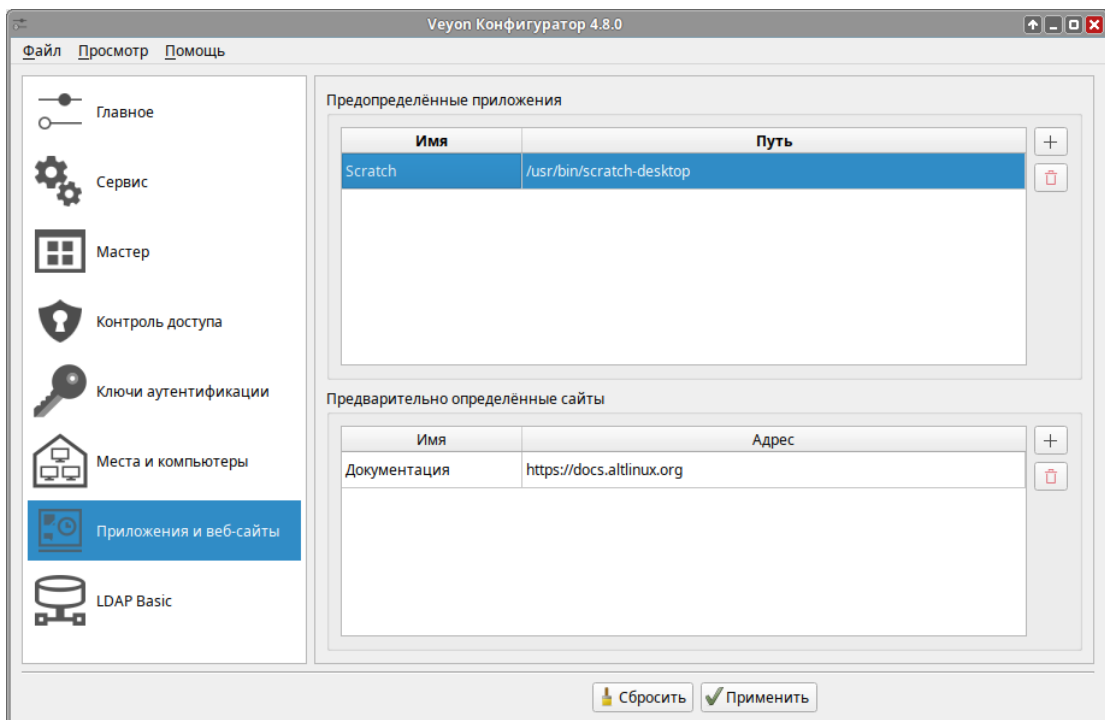 Veyon Конфигуратор 4.8.0
Файл Просмотр Помощь
Главное
Сервис
Мастер
Контроль доступа
Ключи аутентификации
Места и компьютеры
Приложения и веб-сайты
LDAP Basic
Предопределённые приложения
Имя Путь
Scratch /usr/bin/scratch-desktop
Предварительно определённые сайты
Имя Адрес
Документация https://docs.altlinux.org
Сбросить Применить